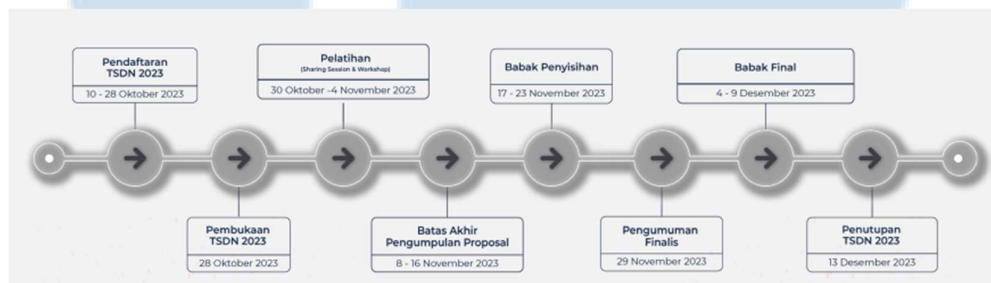 Pendaftaran
TSDN 2023
10 - 28 Oktober 2023
Pembukaan
TSDN 2023
28 Oktober 2023
Pelatihan
(Sharing Session & Workshop)
30 Oktober -4 November 2023
Batas Akhir
Pengumpulan Proposal
8 - 16 November 2023
Babak Penyisihan
17 - 23 November 2023
Pengumuman
Finalis
29 November 2023
Babak Final
4 - 9 Desember 2023
Penutupan
TSDN 2023
13 Desember 2023